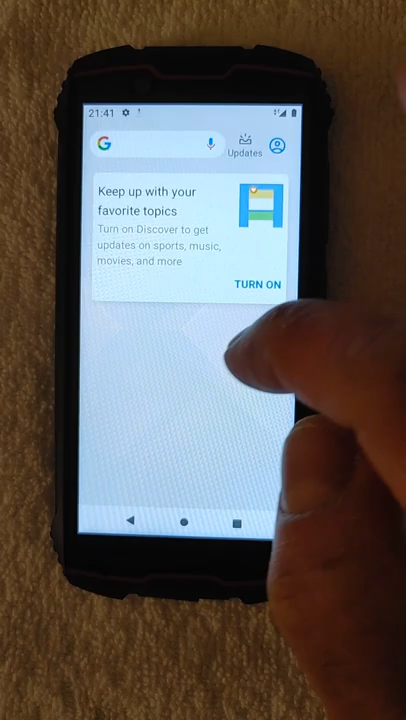 21:41
G
Updates
Keep up with your
favorite topics
Turn on Discover to get
updates on sports, music,
movies, and more
TURN ON